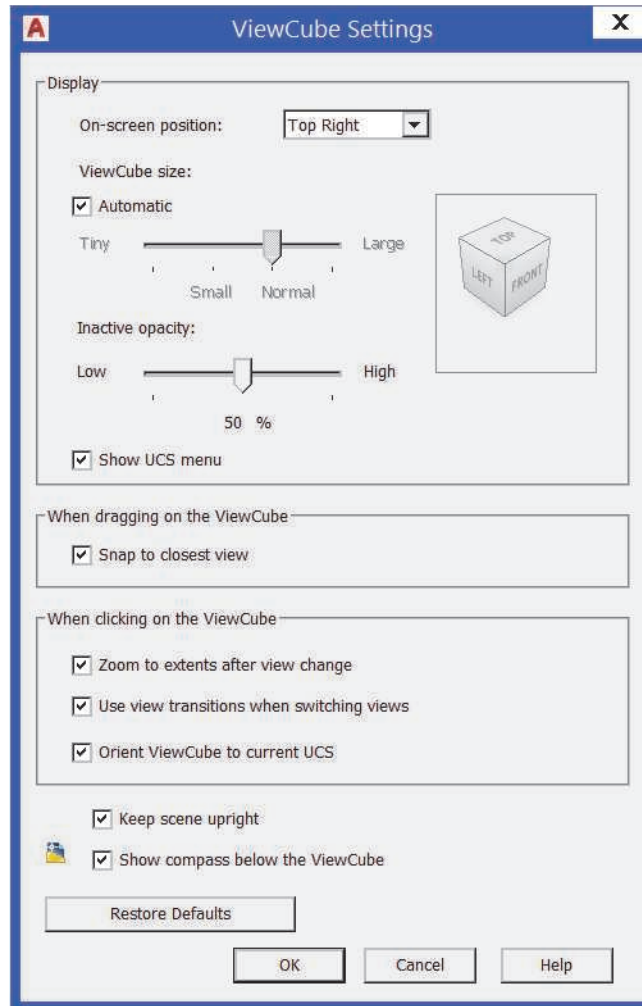 A ViewCube Settings X
Display
On-screen position: Top Right
ViewCube size:
Automatic
Tiny Large
Small Normal
TOP
LEFT FRONT
Inactive opacity:
Low High
50 %
Show UCS menu
When dragging on the ViewCube
Snap to closest view
When clicking on the ViewCube
Zoom to extents after view change
Use view transitions when switching views
Orient ViewCube to current UCS
Keep scene upright
Show compass below the ViewCube
Restore Defaults
OK Cancel Help